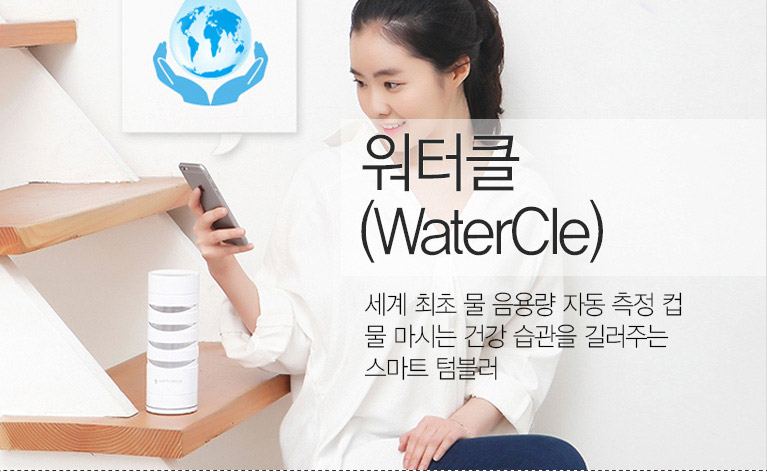 워터클
(WaterCle)
세계 최초 물 음용량 자동 측정 컵
물 마시는 건강 습관을 길러주는
스마트 텀블러